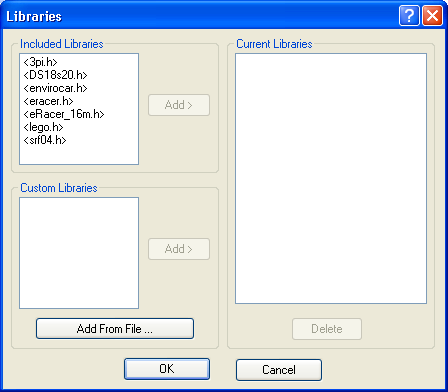 Libraries
Included Libraries
<3pi.h>
<DS18s20.h>
<envirocar.h>
<eracer.h>
<eRacer_16m.h>
<lego.h>
<srf04.h>
Add >
Custom Libraries
Add >
Add From File ...
Current Libraries
Delete
OK
Cancel